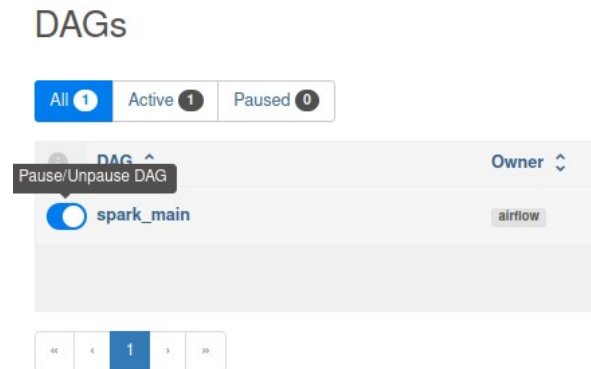 DAGs
All 1 Active 1 Paused 0
DAG Owner
Pause/Unpause DAG
spark_main airflow
« ‹ 1 › »